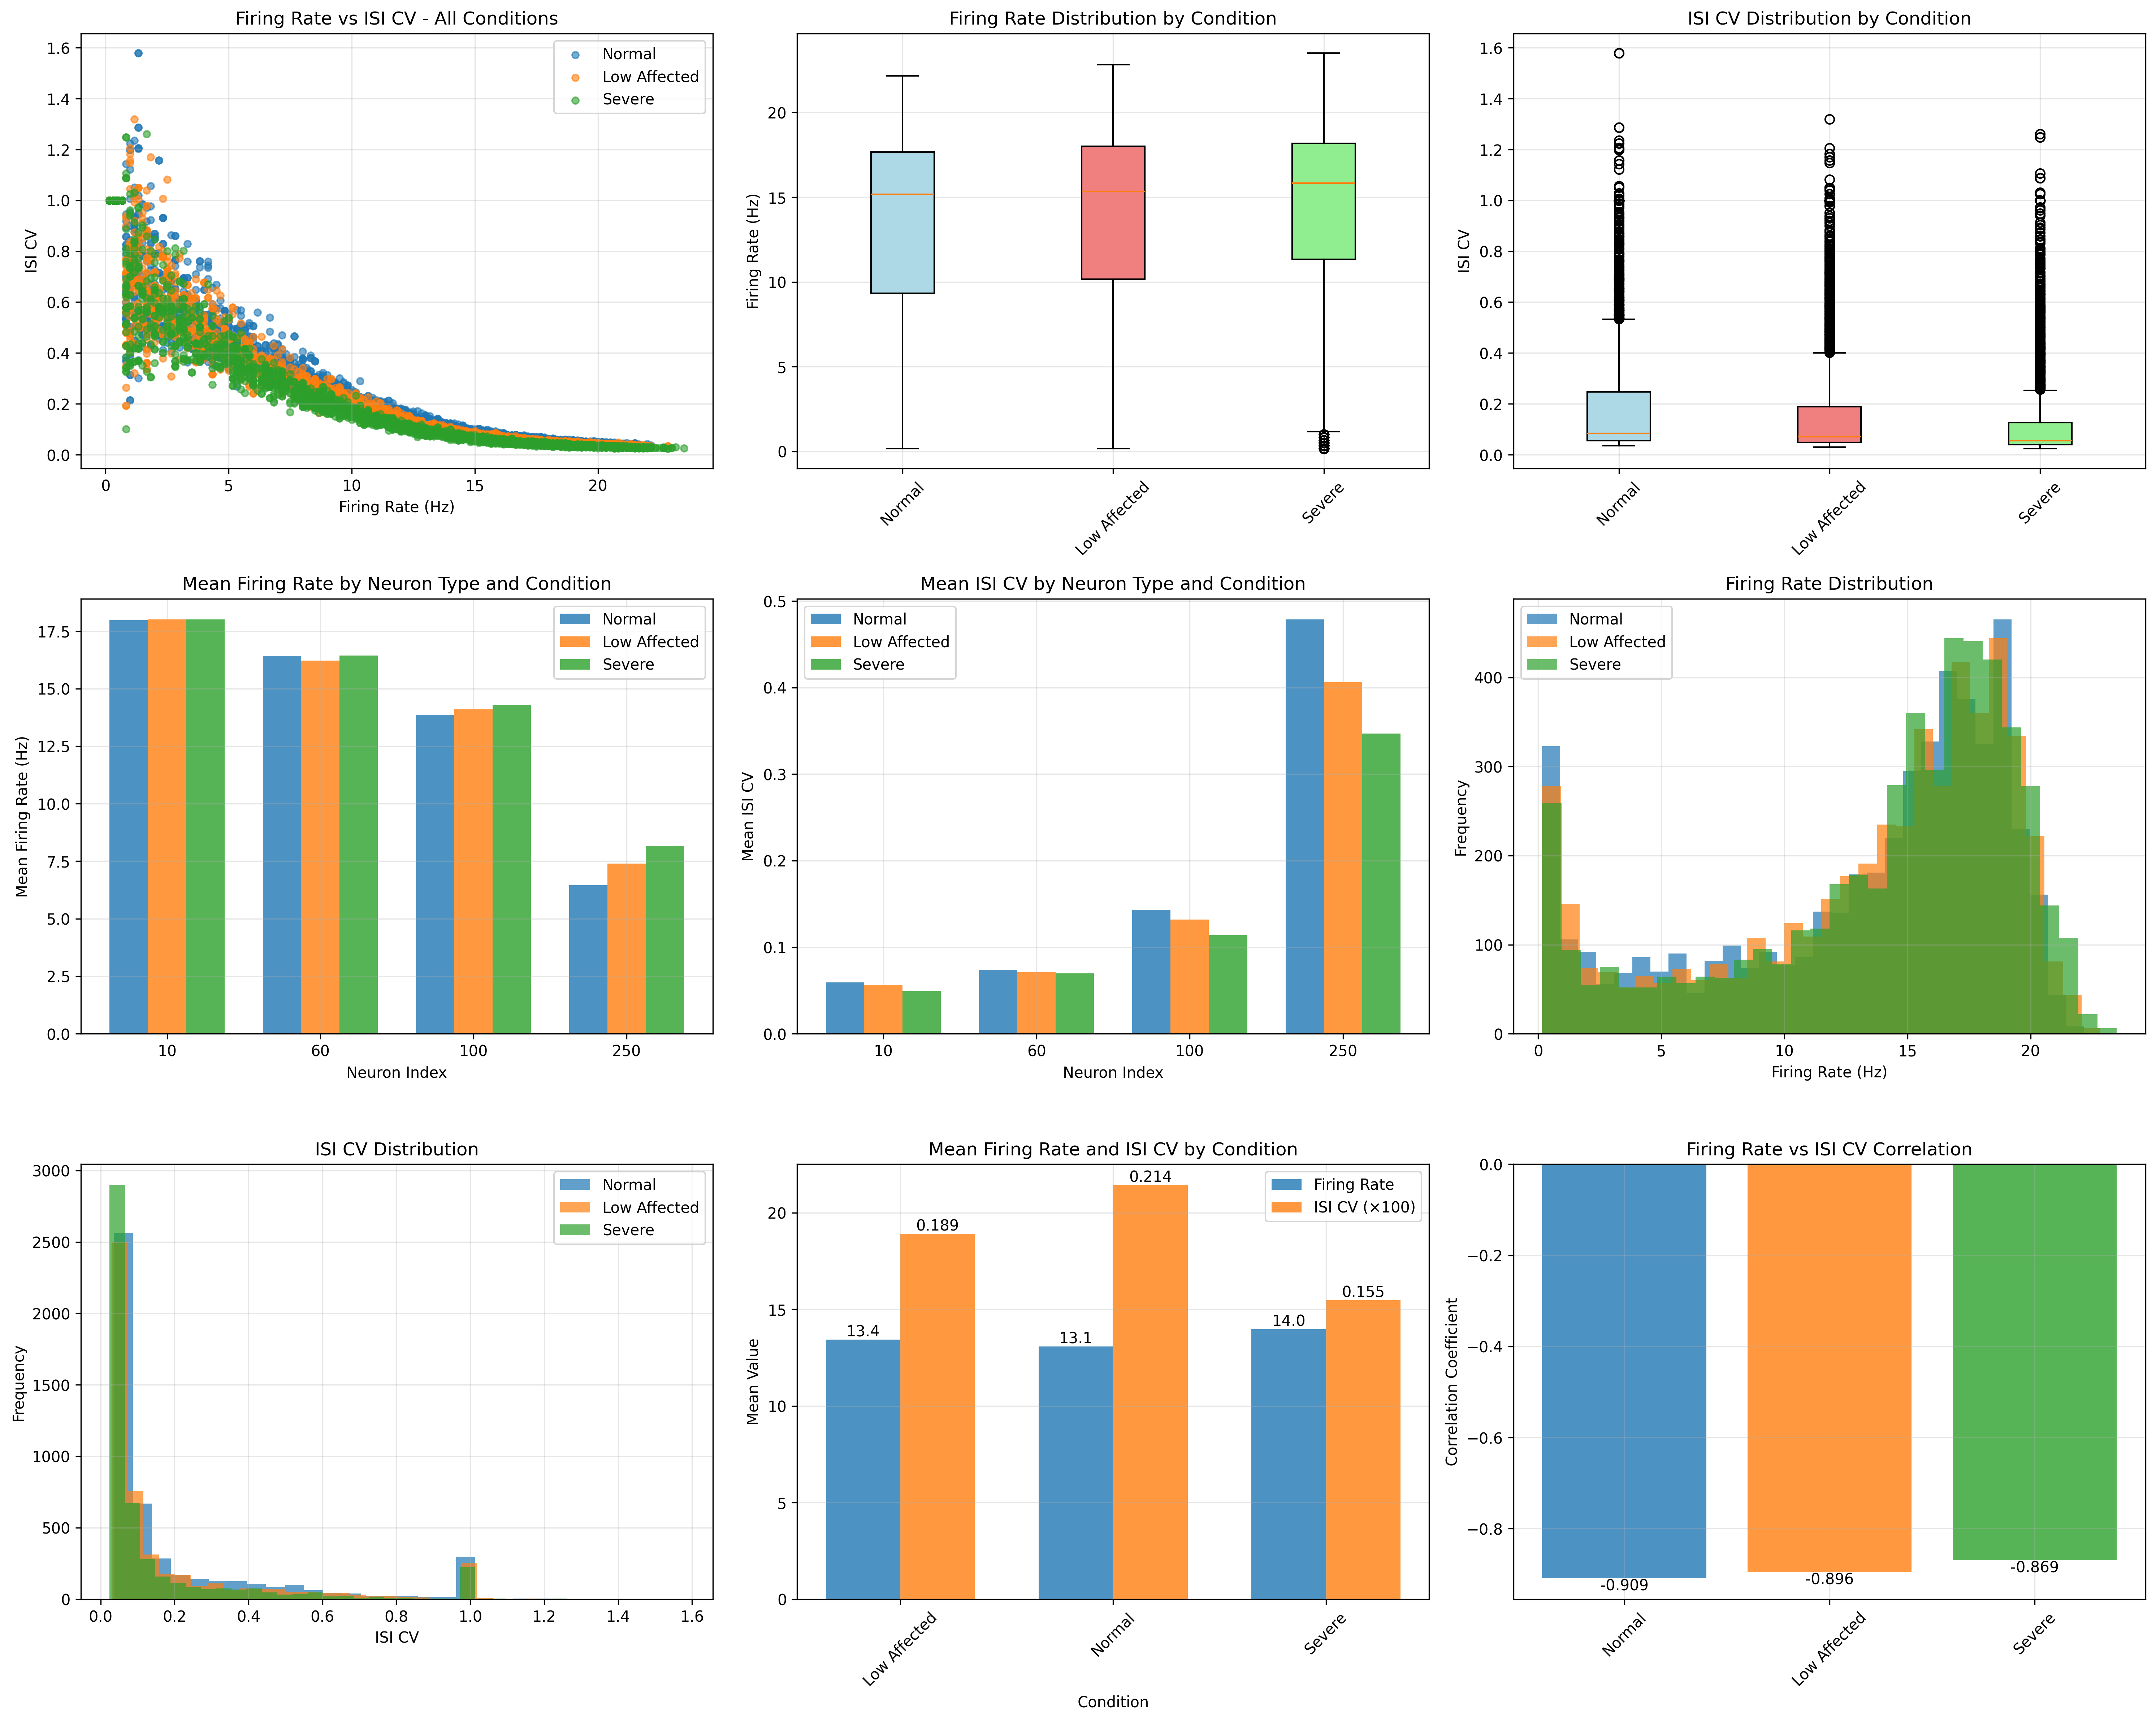 Firing Rate vs ISI CV - All Conditions
Normal
Low Affected
Severe
1.6
1.4
1.2
1.0
0.8
0.6
0.4
0.2
0.0
ISI CV
0 5 10 15 20
Firing Rate (Hz)
Firing Rate Distribution by Condition
20
15
10
5
0
Firing Rate (Hz)
Normal
Low Affected
Severe
ISI CV Distribution by Condition
1.6
1.4
1.2
1.0
0.8
0.6
0.4
0.2
0.0
ISI CV
Normal
Low Affected
Severe
Mean Firing Rate by Neuron Type and Condition
Normal
Low Affected
Severe
17.5
15.0
12.5
10.0
7.5
5.0
2.5
0.0
Mean Firing Rate (Hz)
10 60 100 250
Neuron Index
Mean ISI CV by Neuron Type and Condition
Normal
Low Affected
Severe
0.5
0.4
0.3
0.2
0.1
0.0
Mean ISI CV
10 60 100 250
Neuron Index
Firing Rate Distribution
Normal
Low Affected
Severe
400
300
200
100
0
Frequency
0 5 10 15 20
Firing Rate (Hz)
ISI CV Distribution
Normal
Low Affected
Severe
3000
2500
2000
1500
1000
500
0
Frequency
0.0 0.2 0.4 0.6 0.8 1.0 1.2 1.4 1.6
ISI CV
Mean Firing Rate and ISI CV by Condition
Firing Rate
ISI CV (×100)
20
15
10
5
0
Mean Value
13.4
0.189
13.1
0.214
14.0
0.155
Low Affected
Normal
Severe
Condition
Firing Rate vs ISI CV Correlation
0.0
−0.2
−0.4
−0.6
−0.8
Correlation Coefficient
-0.909
-0.896
-0.869
Normal
Low Affected
Severe